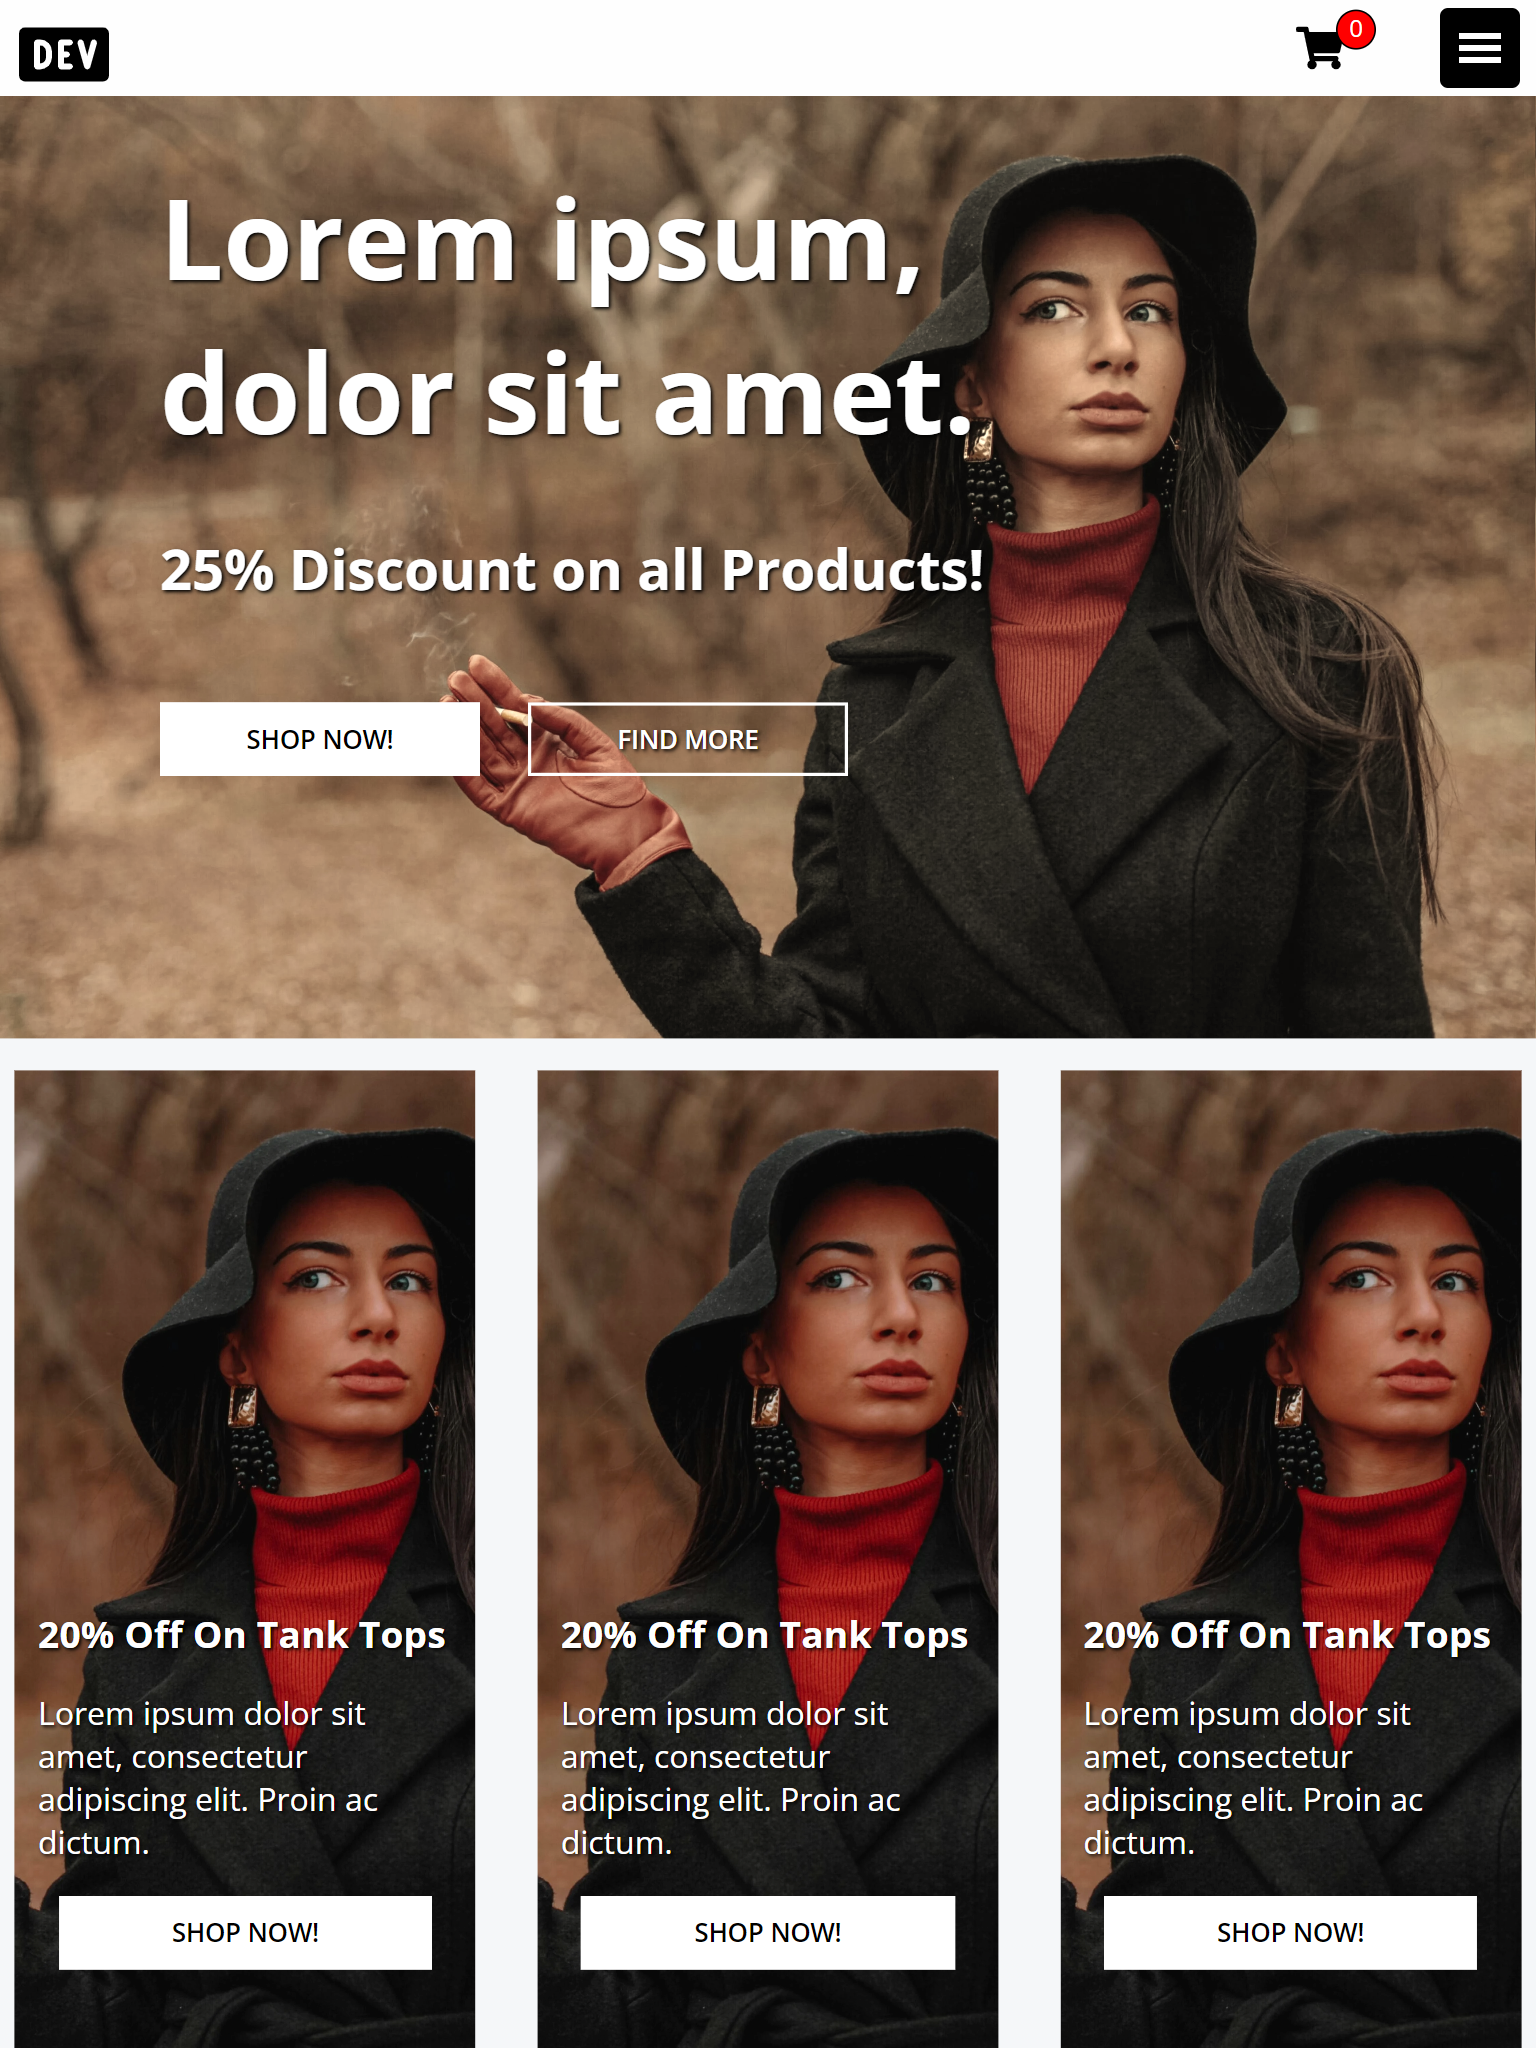 DEV
0
Lorem ipsum,
dolor sit amet.
25% Discount on all Products!
SHOP NOW!
FIND MORE
20% Off On Tank Tops
Lorem ipsum dolor sit
amet, consectetur
adipiscing elit. Proin ac
dictum.
SHOP NOW!
20% Off On Tank Tops
Lorem ipsum dolor sit
amet, consectetur
adipiscing elit. Proin ac
dictum.
SHOP NOW!
20% Off On Tank Tops
Lorem ipsum dolor sit
amet, consectetur
adipiscing elit. Proin ac
dictum.
SHOP NOW!